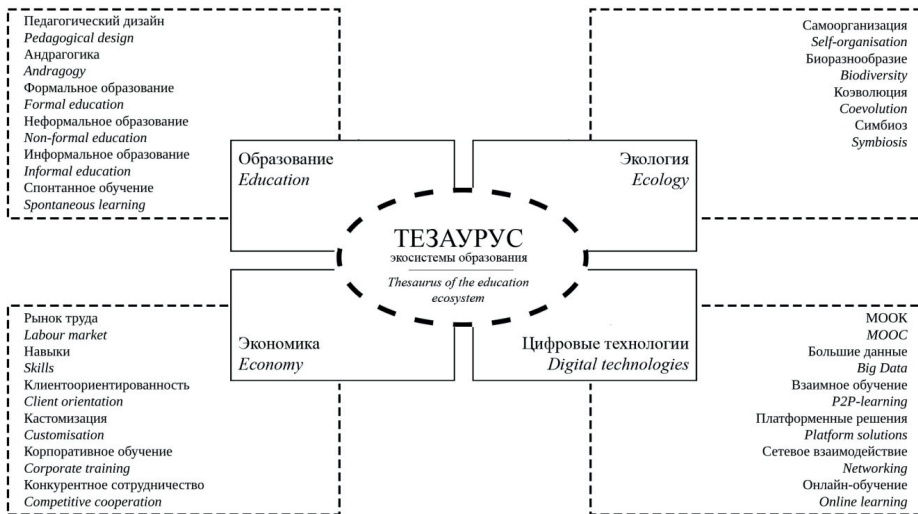 Педагогический дизайн
Pedagogical design
Андрагогика
Andragogy
Формальное образование
Formal education
Неформальное образование
Non-formal education
Информальное образование
Informal education
Спонтанное обучение
Spontaneous learning
Образование
Education
Самоорганизация
Self-organisation
Биоразнообразие
Biodiversity
Коэволюция
Coevolution
Симбиоз
Symbiosis
Экология
Ecology
ТЕЗАУРУС
экосистемы образования
Thesaurus of the education
ecosystem
Экономика
Economy
Рынок труда
Labour market
Навыки
Skills
Клиентоориентированность
Client orientation
Кастомизация
Customisation
Корпоративное обучение
Corporate training
Конкурентное сотрудничество
Competitive cooperation
Цифровые технологии
Digital technologies
МООК
MOOC
Большие данные
Big Data
Взаимное обучение
P2P-learning
Платформенные решения
Platform solutions
Сетевое взаимодействие
Networking
Онлайн-обучение
Online learning